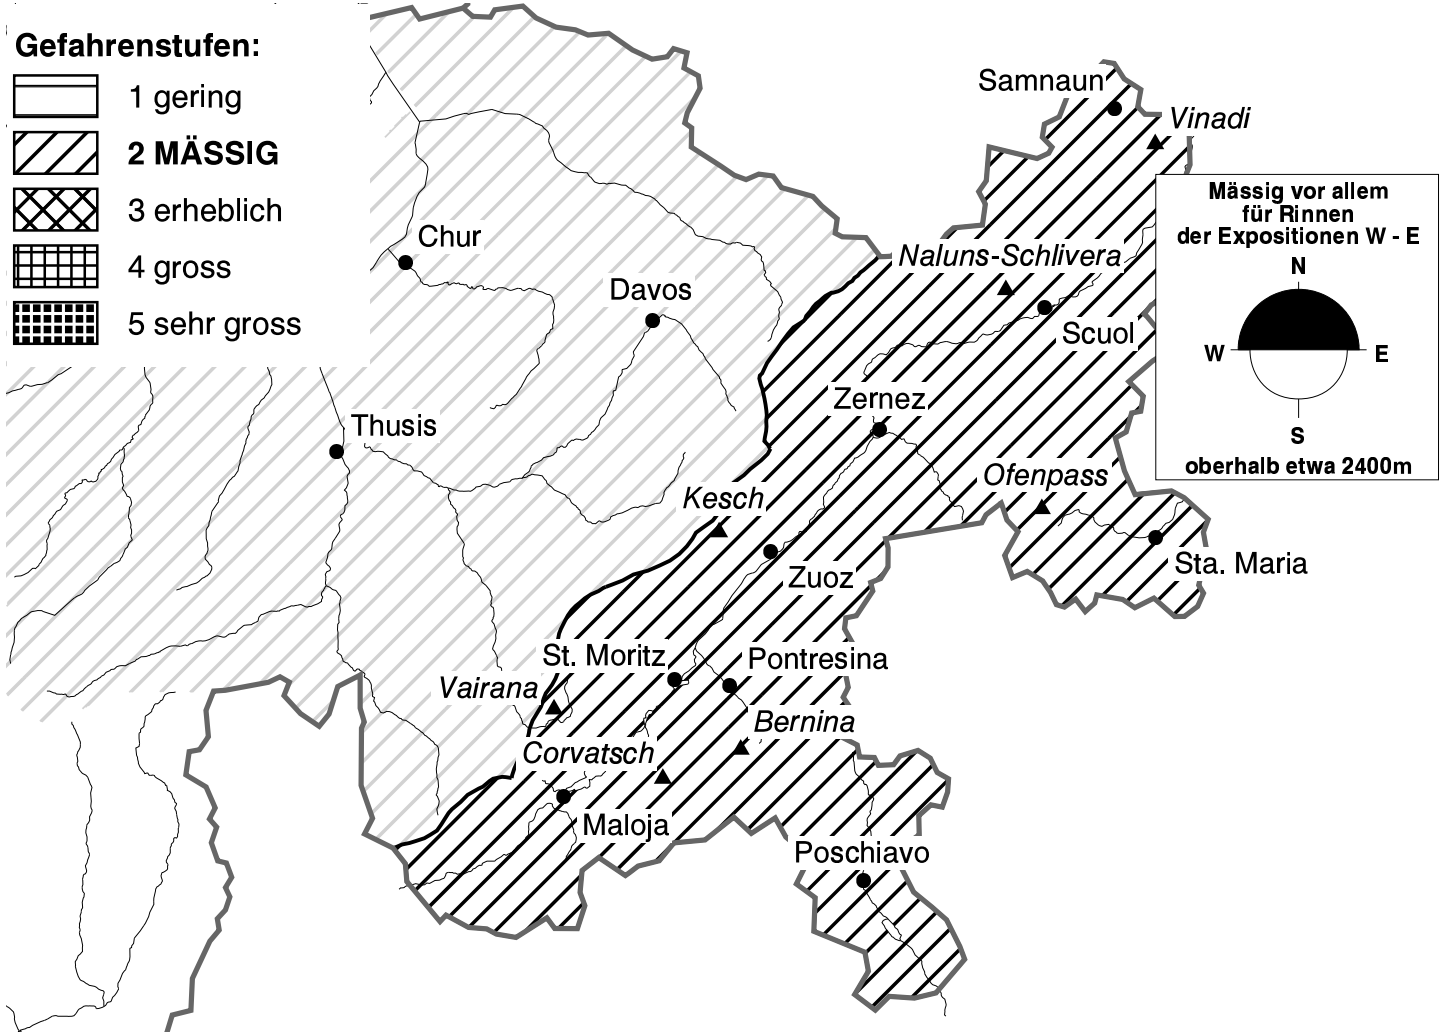 Gefahrenstufen:
1 gering
2 MÄSSIG
3 erheblich
4 gross
5 sehr gross
Samnaun
Vinadi
Mässig vor allem
für Rinnen
der Expositionen W - E
N
W
E
S
oberhalb etwa 2400m
Chur
Naluns-Schlivera
Davos
Scuol
Zernez
Thusis
Ofenpass
Kesch
Sta. Maria
Zuoz
St. Moritz
Pontresina
Vairana
Bernina
Corvatsch
Maloja
Poschiavo